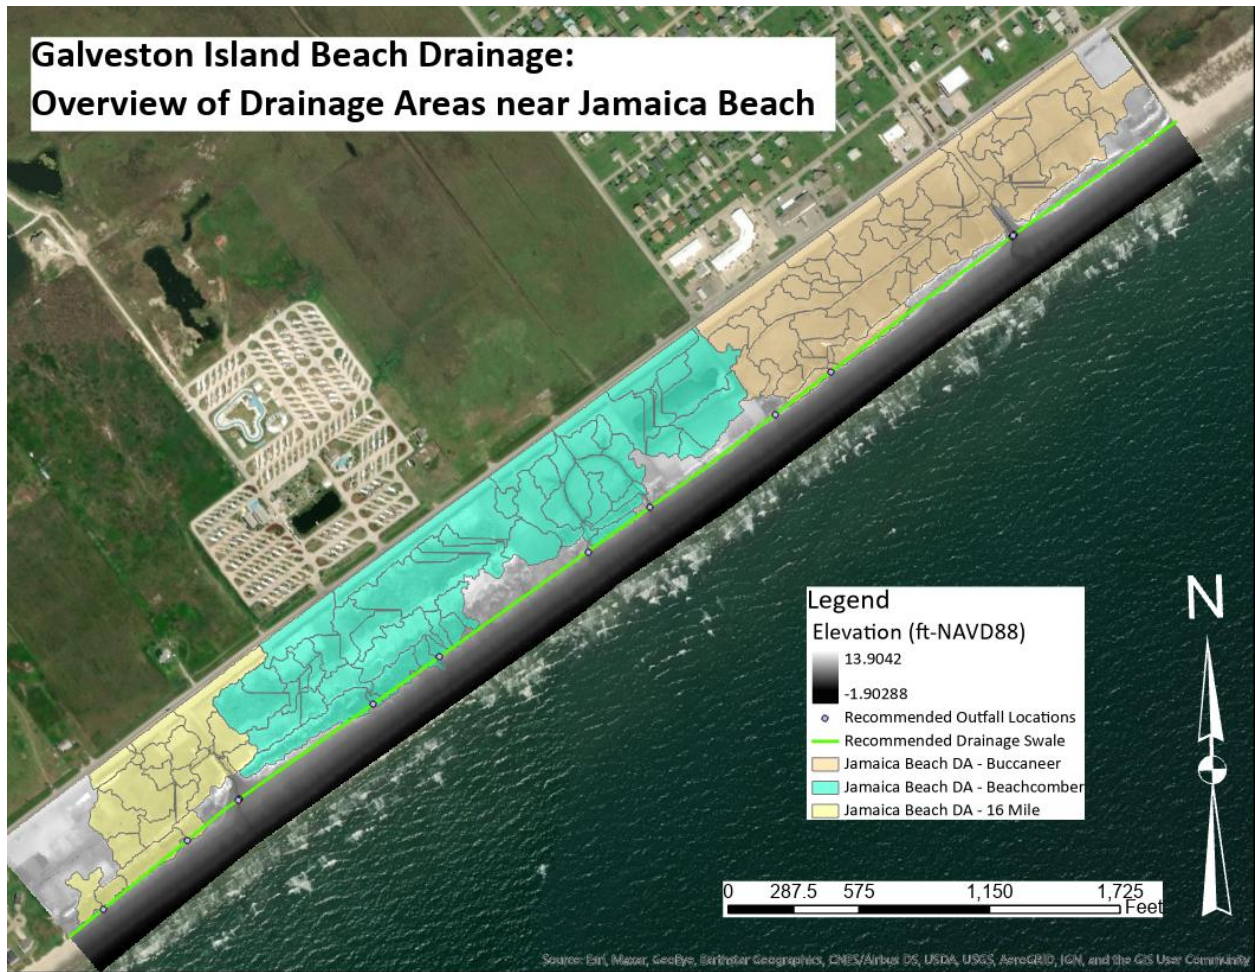 Galveston Island Beach Drainage:
Overview of Drainage Areas near Jamaica Beach
N
Legend
Elevation (ft-NAVD88)
13.9042
-1.90288
Recommended Outfall Locations
Recommended Drainage Swale
Jamaica Beach DA - Buccaneer
Jamaica Beach DA - Beachcomber
Jamaica Beach DA - 16 Mile
0 287.5 575 1,150 1,725
Feet
Source: Esri, Maxar, GeoEye, Earthstar Geographics, CNES/Airbus DS, USDA, USGS, AeroGRID, IGN, and the GIS User Community